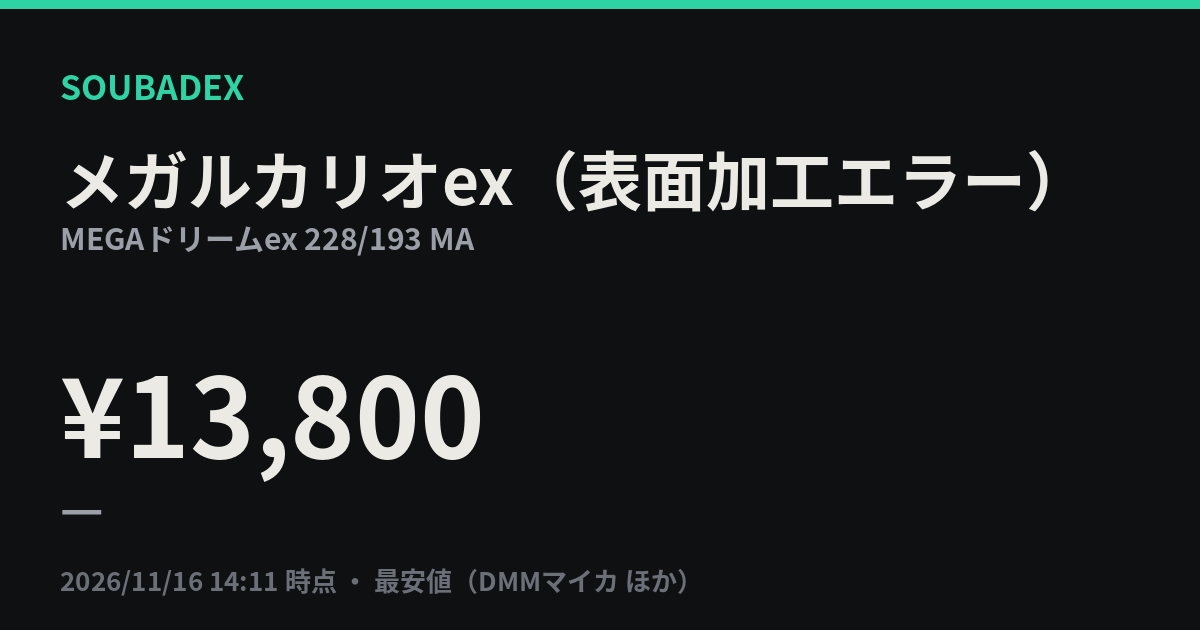 SOUBADEX
メガルカリオex（表面加工エラー）
MEGAドリームex 228/193 MA
¥13,800
—
2026/11/16 14:11 時点 ・ 最安値（DMMマイカ ほか）